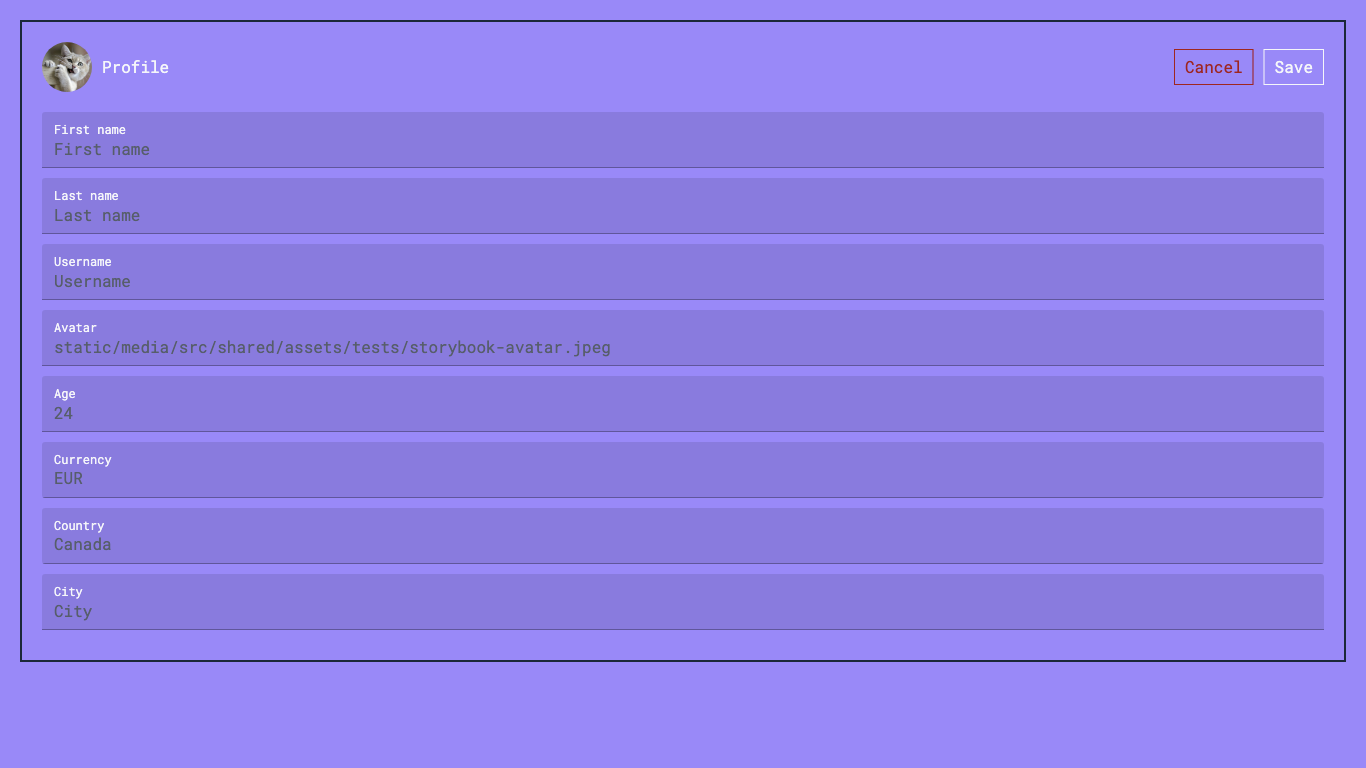 Profile
Cancel
Save
First name
First name
Last name
Last name
Username
Username
Avatar
static/media/src/shared/assets/tests/storybook-avatar.jpeg
Age
24
Currency
EUR
Country
Canada
City
City